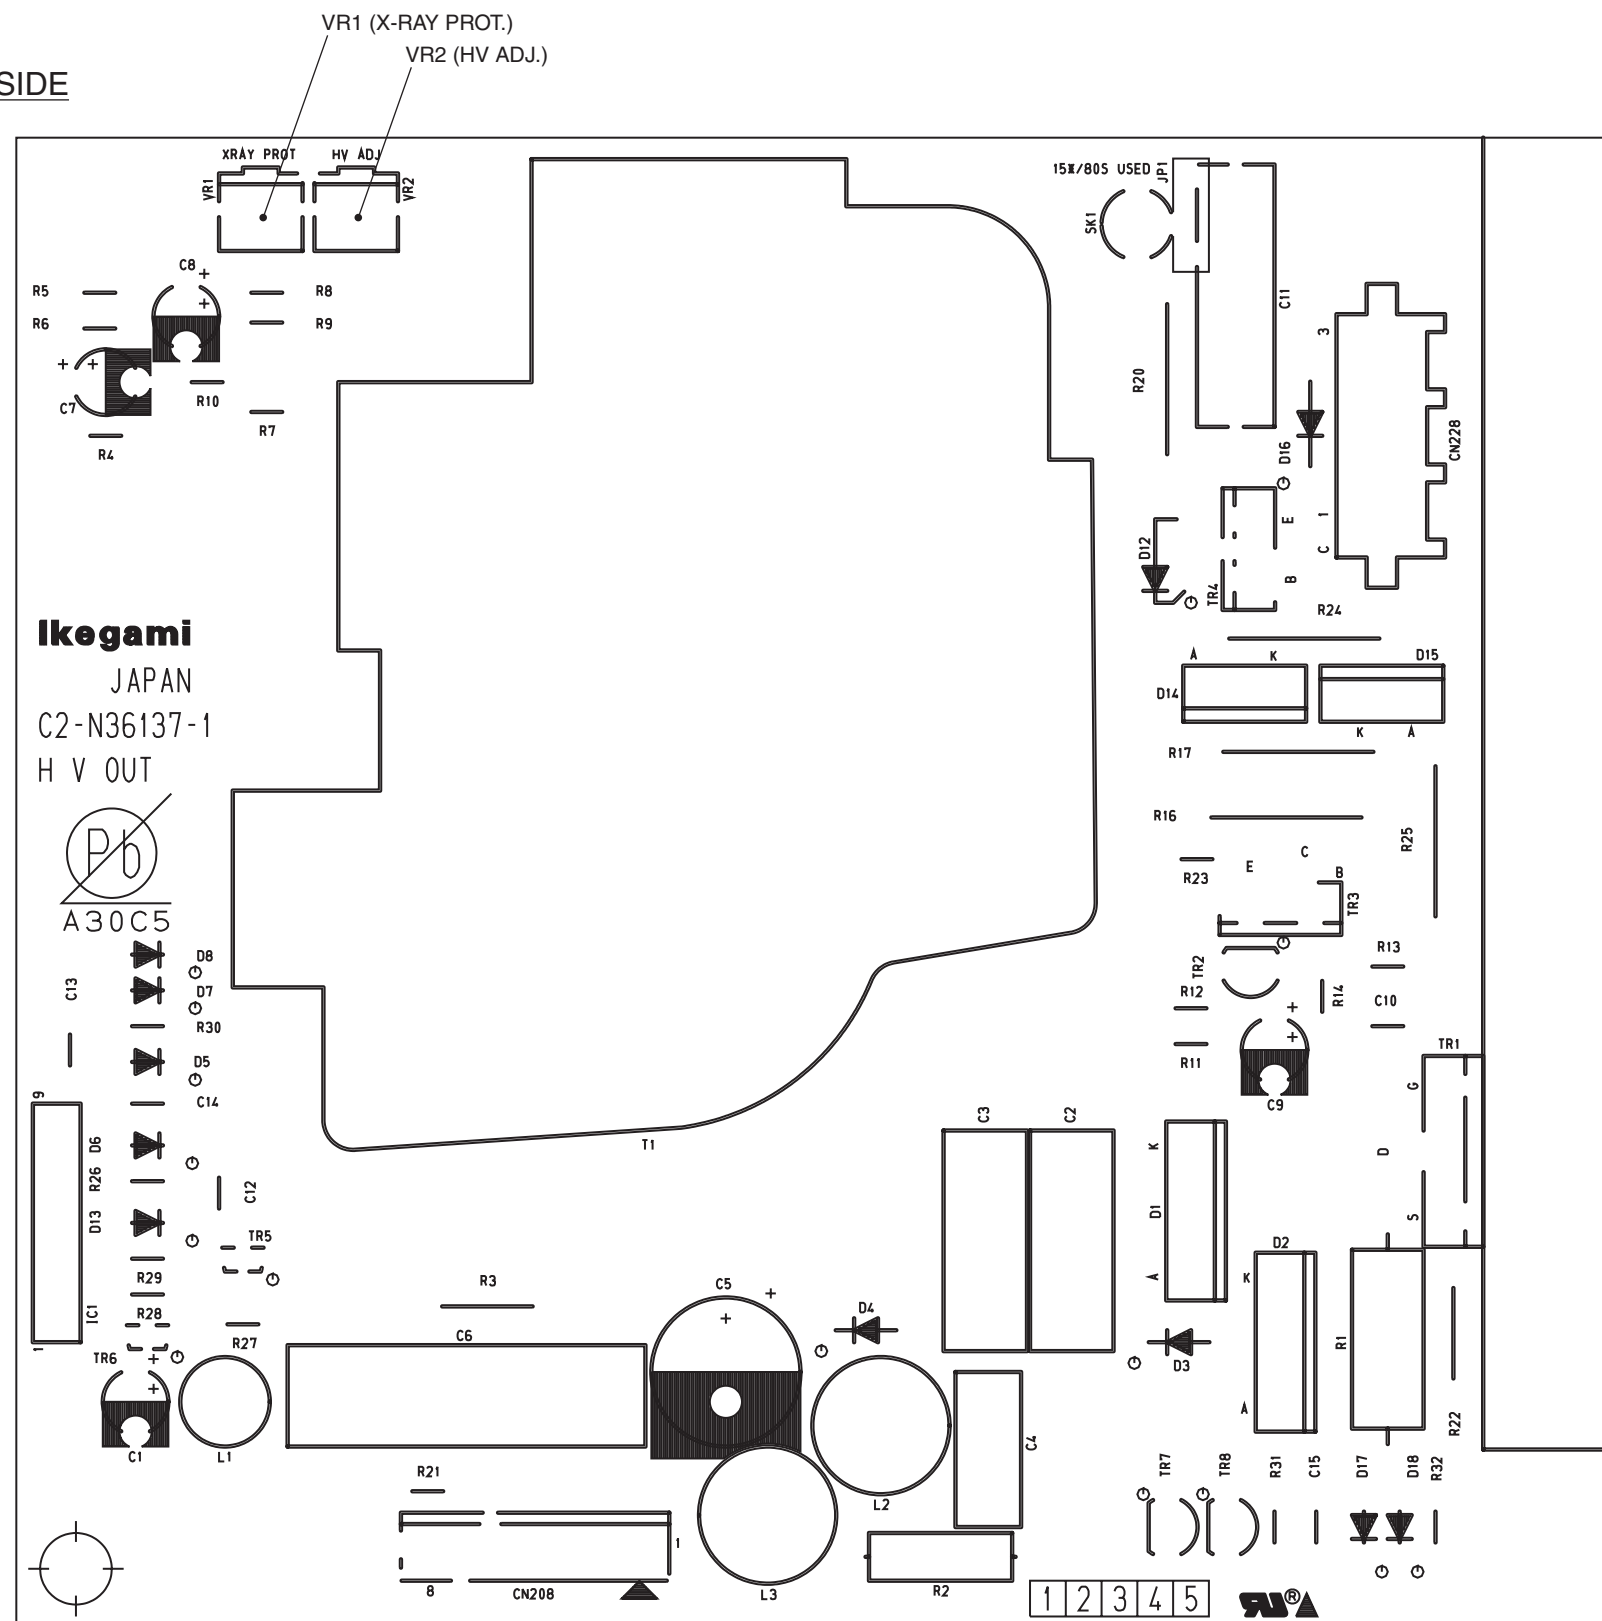 VR1 (X-RAY PROT.)
VR2 (HV ADJ.)
SIDE
XRAY PROT
HV ADJ
VR1
VR2
15*/80S USED
JP1
SK1
C8
R5
R8
C11
R6
R9
3
R20
C7
R10
R7
R4
D16
CN228
E
1
D12
C
B
TR4
R24
Ikegami
JAPAN
C2-N36137-1
H V OUT
Pb
A30C5
A
K
D15
D14
K
A
R17
R16
R25
C
E
R23
B
TR3
D8
D7
C13
R30
D5
C14
9
R13
TR2
R12
R14
C10
R11
C9
TR1
G
D
S
D6
R26
C12
D13
TR5
R29
R28
IC1
1
R27
TR6
T1
C3
C2
K
D1
A
D2
K
R3
C5
D4
C6
D3
R1
A
R22
C1
L1
R21
C4
L2
TR7
TR8
R31
C15
D17
D18
R32
1
8
CN208
L3
R2
1 2 3 4 5
®